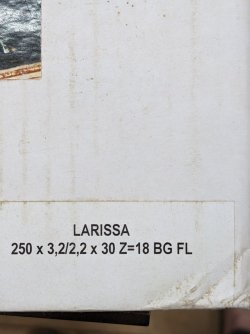 LARISSA
250 x 3,2/2,2 x 30 Z=18 BG FL